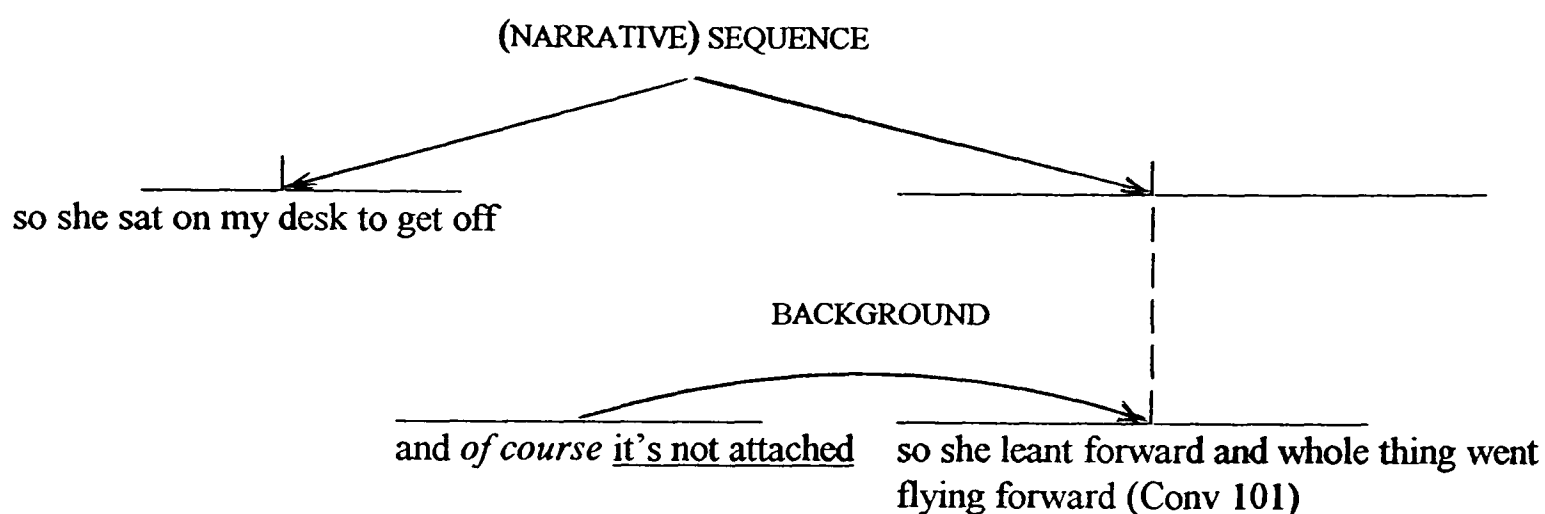 (NARRATIVE) SEQUENCE
so she sat on my desk to get off
BACKGROUND
and of course it's not attached
so she leant forward and whole thing went
flying forward (Conv 101)